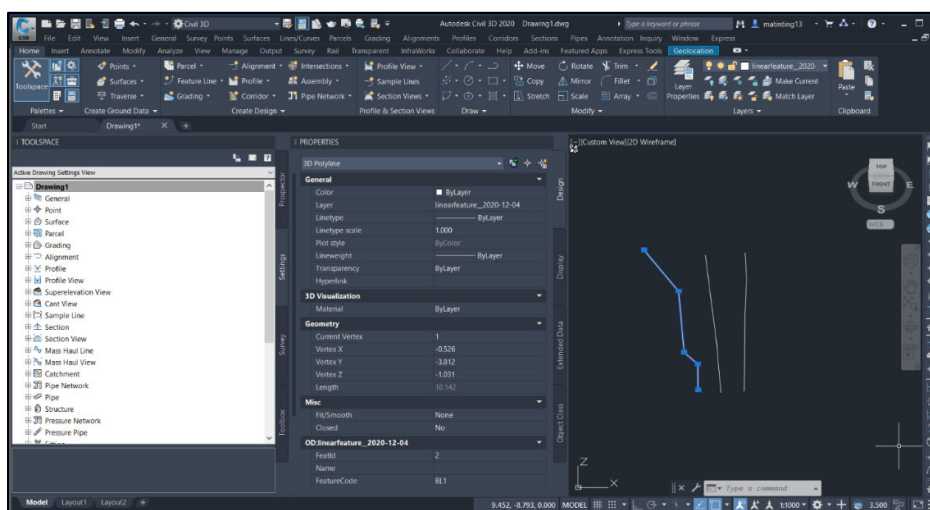 Civil 3D
Autodesk Civil 3D 2020 Drawing1.dwg
Type a keyword or phrase
matinting13
File Edit View Insert General Survey Points Surfaces Lines/Curves Parcels Grading Alignments Profiles Corridors Sections Pipes Annotation Inquiry Window Express
Home Insert Annotate Modify Analyze View Manage Output Survey Rail Transparent InfraWorks Collaborate Help Add-ins Featured Apps Express Tools Geolocation
Toolspace
Points Parcel Alignment Intersections Profile View Move Rotate Trim linearfeature_2020-
Surfaces Feature Line Profile Assembly Sample Lines Copy Mirror Fillet Make Current
Traverse Grading Corridor Pipe Network Section Views Stretch Scale Array Layer Properties Match Layer Paste
Palettes Create Ground Data Create Design Profile & Section Views Draw Modify Layers Clipboard
Start Drawing1*
TOOLSPACE
Active Drawing Settings View
Drawing1
General
Point
Surface
Parcel
Grading
Alignment
Profile
Profile View
Superelevation View
Cant View
Sample Line
Section
Section View
Mass Haul Line
Mass Haul View
Catchment
Pipe Network
Pipe
Structure
Pressure Network
Pressure Pipe
Prospector
Settings
Survey
Toolbox
PROPERTIES
3D Polyline
General
Color ByLayer
Layer linearfeature__2020-12-04
Linetype ByLayer
Linetype scale 1.000
Plot style ByColor
Lineweight ByLayer
Transparency ByLayer
Hyperlink
3D Visualization
Material ByLayer
Geometry
Current Vertex 1
Vertex X -0.526
Vertex Y -3.812
Vertex Z -1.031
Length 10.142
Misc
Fit/Smooth None
Closed No
OD:linearfeature_2020-12-04
FeatId 2
Name
FeatureCode BL1
Design
Display
Extended Data
Object Class
[-][Custom View][2D Wireframe]
TOP
W FRONT E
S
WCS
Z
X
Type a command
Model Layout1 Layout2
9.452, -8.793, 0.000 MODEL 1:1000 3.500